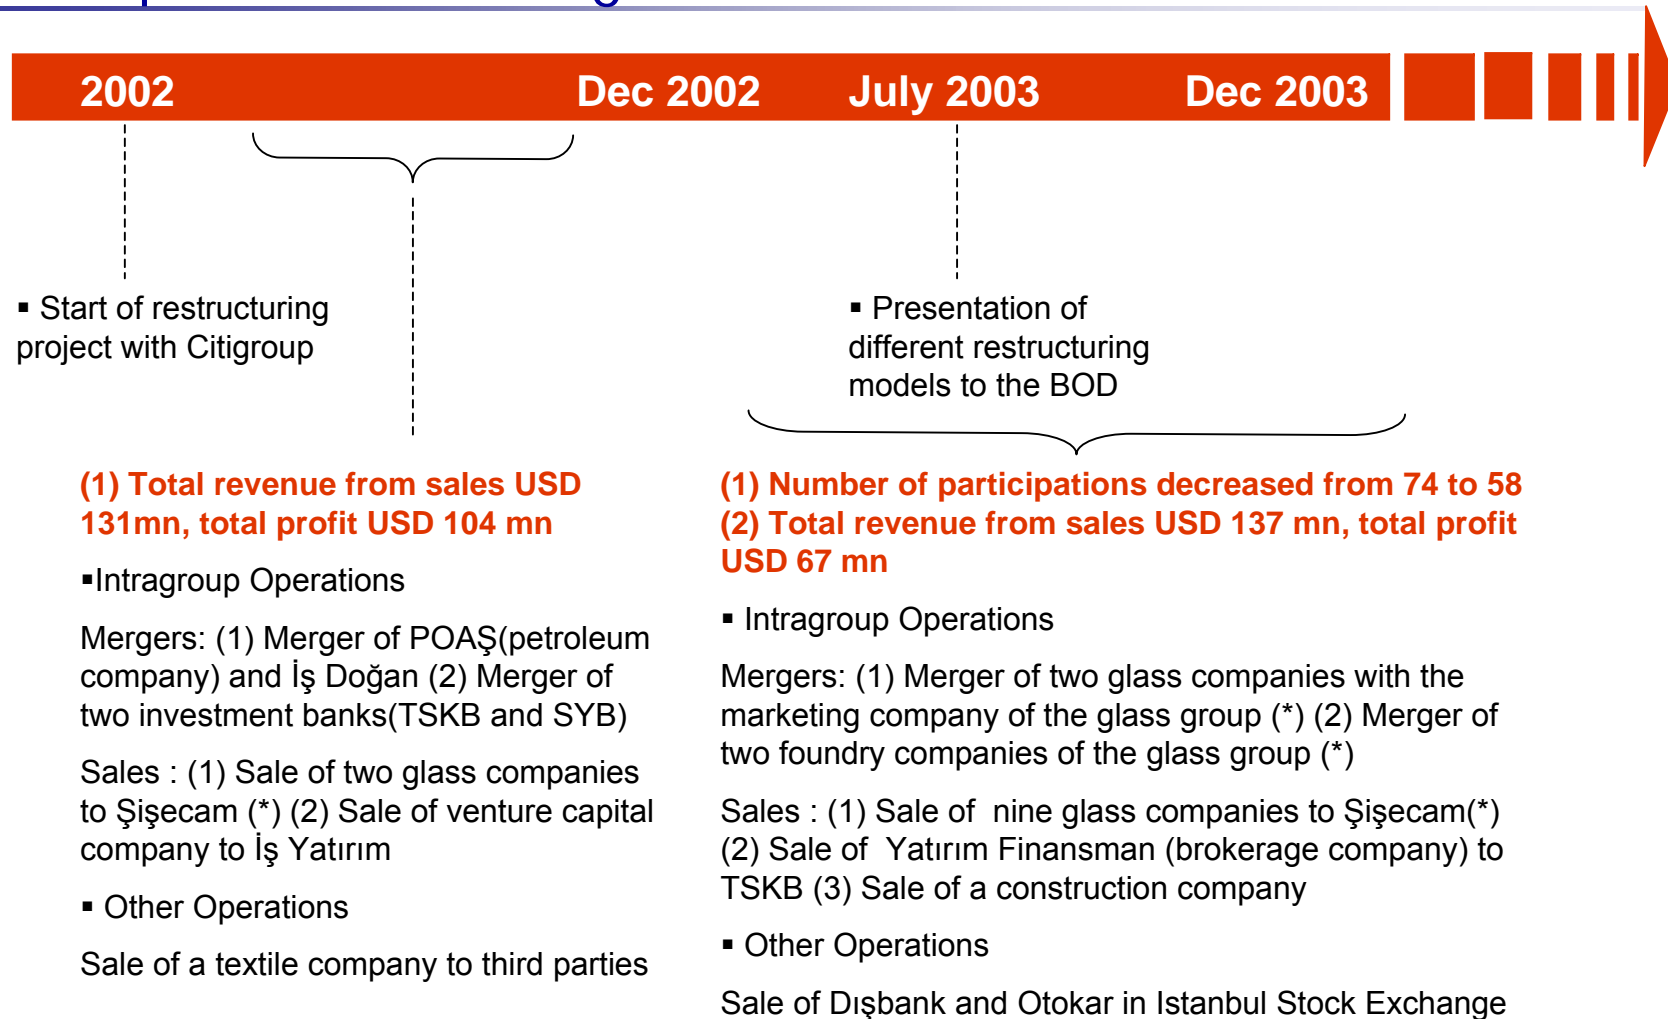 2002 Dec 2002 July 2003 Dec 2003
▪ Start of restructuring
project with Citigroup
▪ Presentation of
different restructuring
models to the BOD
(1) Total revenue from sales USD
131mn, total profit USD 104 mn
▪Intragroup Operations
Mergers: (1) Merger of POAŞ(petroleum
company) and İş Doğan (2) Merger of
two investment banks(TSKB and SYB)
Sales : (1) Sale of two glass companies
to Şişecam (*) (2) Sale of venture capital
company to İş Yatırım
▪ Other Operations
Sale of a textile company to third parties
(1) Number of participations decreased from 74 to 58
(2) Total revenue from sales USD 137 mn, total profit
USD 67 mn
▪ Intragroup Operations
Mergers: (1) Merger of two glass companies with the
marketing company of the glass group (*) (2) Merger of
two foundry companies of the glass group (*)
Sales : (1) Sale of  nine glass companies to Şişecam(*)
(2) Sale of  Yatırım Finansman (brokerage company) to
TSKB (3) Sale of a construction company
▪ Other Operations
Sale of Dışbank and Otokar in Istanbul Stock Exchange